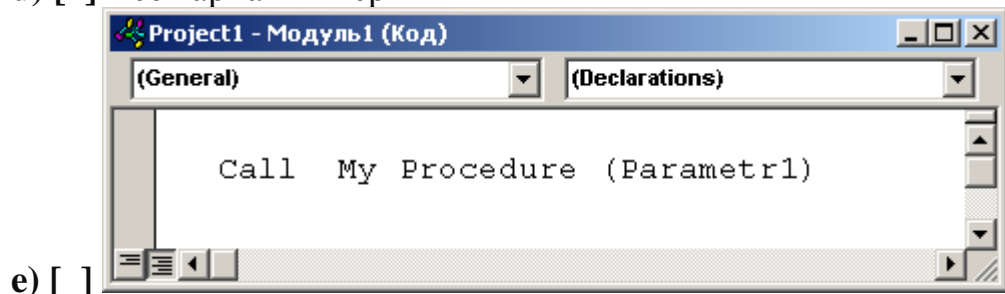 Project1 - Модуль1 (Код)
(General) (Declarations)
Call My Procedure (Parametr1)
e) [ ]